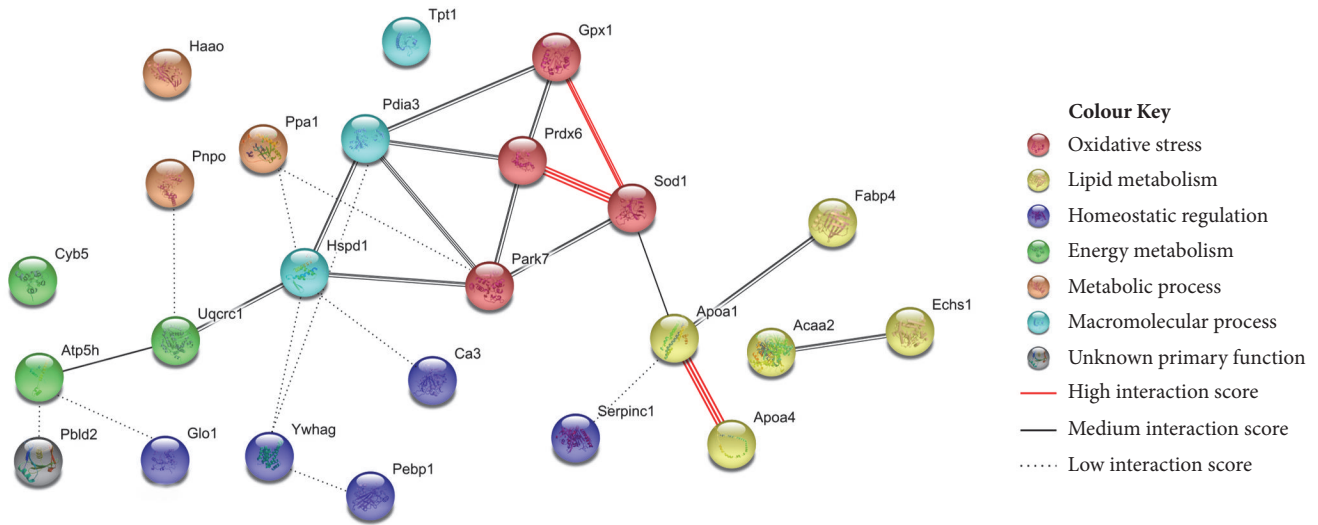 Tpt1
Gpx1
Haao
Pdia3
Ppa1
Prdx6
Pnpo
Sod1
Fabp4
Cyb5
Hspd1
Park7
Uqcrc1
Apoa1
Acaa2
Echs1
Atp5h
Ca3
Serpinc1
Apoa4
Pbld2
Glo1
Ywhag
Pebp1
Colour Key
Oxidative stress
Lipid metabolism
Homeostatic regulation
Energy metabolism
Metabolic process
Macromolecular process
Unknown primary function
High interaction score
Medium interaction score
Low interaction score